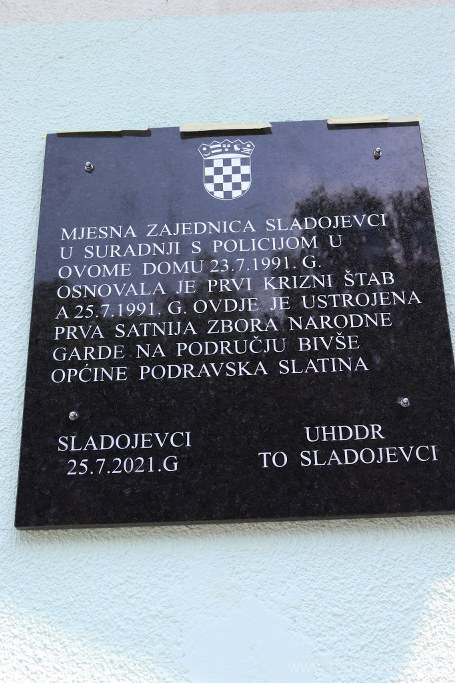 MJESNA ZAJEDNICA SLADOJEVCI
U SURADNJI S POLICIJOM U
OVOME DOMU 23.7.1991. G.
OSNOVALA JE PRVI KRIZNI ŠTAB
A 25.7.1991. G. OVDJE JE USTROJENA
PRVA SATNIJA ZBORA NARODNE
GARDE NA PODRUČJU BIVŠE
OPĆINE PODRAVSKA SLATINA
SLADOJEVCI
25.7.2021.G
UHDDR
TO SLADOJEVCI